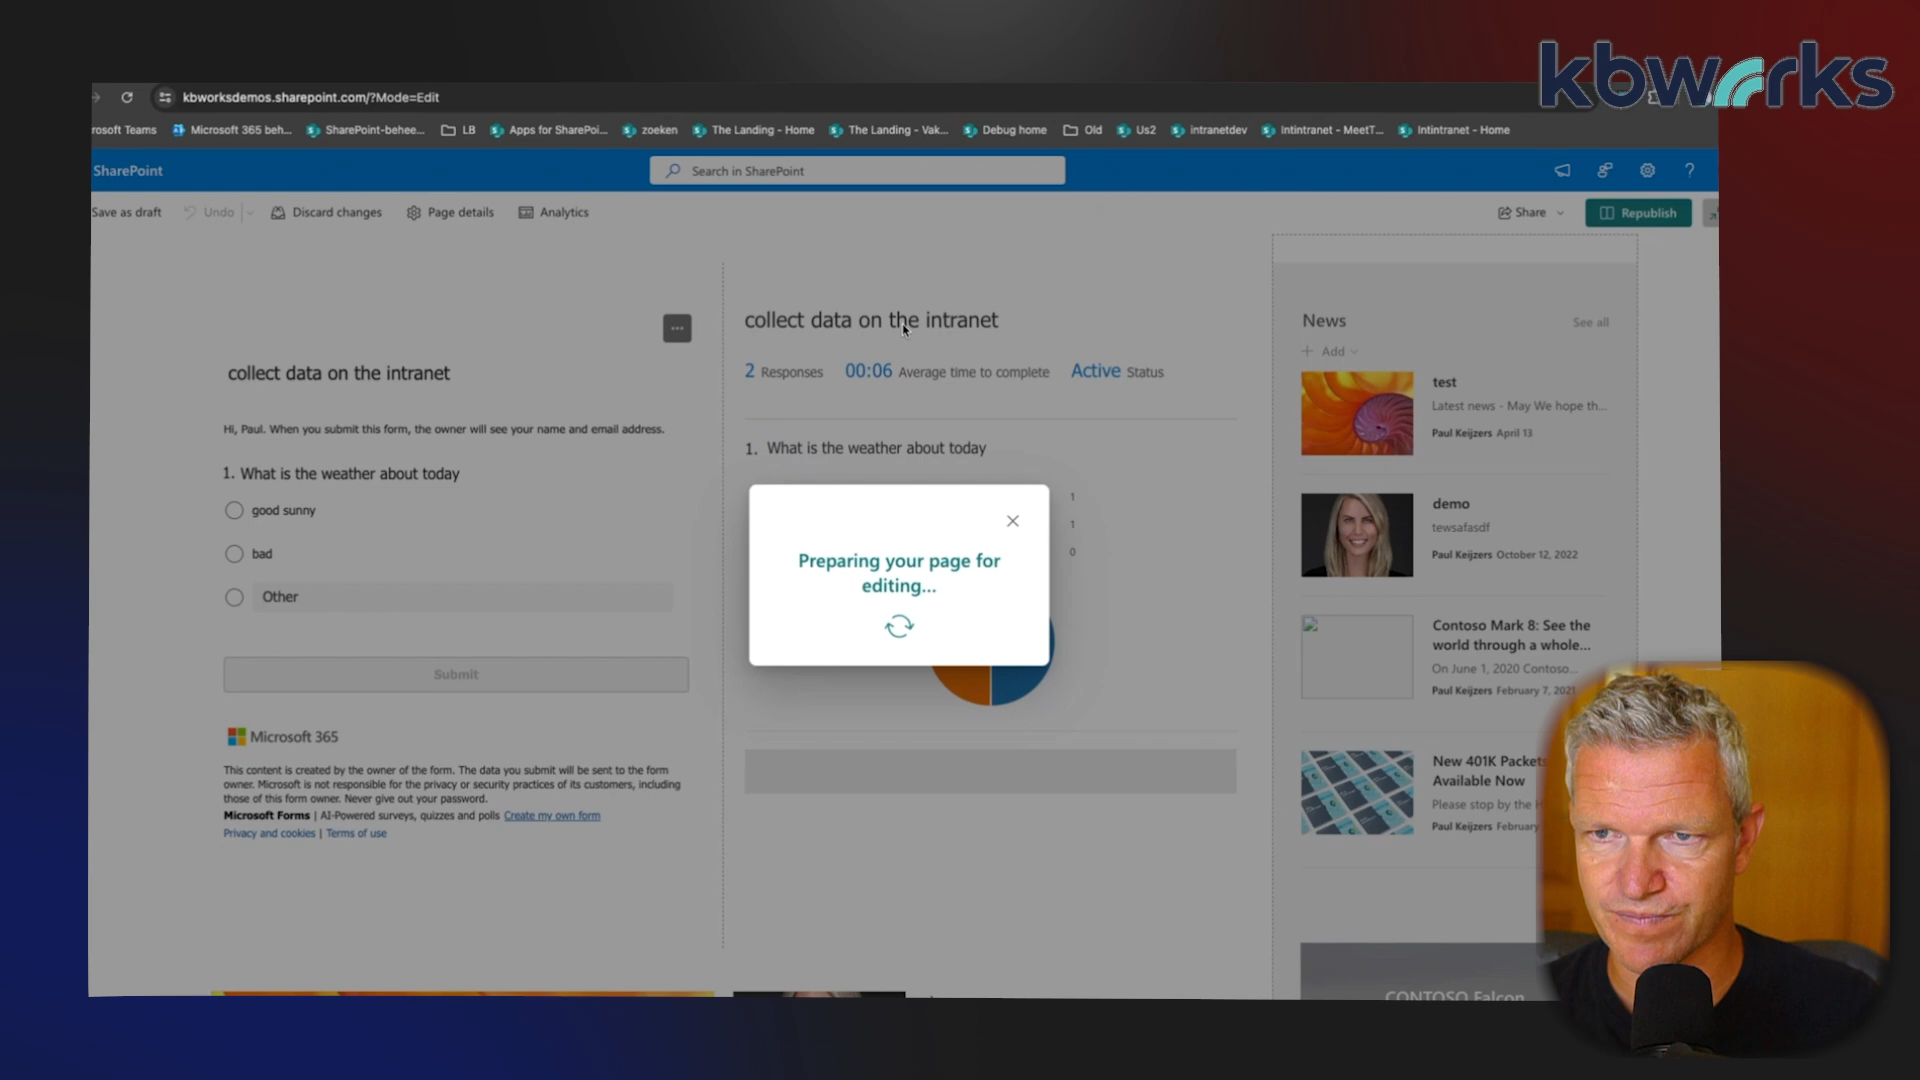 kbworks
kbworksdemos.sharepoint.com/?Mode=Edit
rosoft Teams
Microsoft 365 beh...
SharePoint-behee...
LB
Apps for SharePoi...
zoeken
The Landing - Home
The Landing - Vak...
Debug home
Old
Us2
intranetdev
Intintranet - MeetT...
Intintranet - Home
SharePoint
Search in SharePoint
?
Save as draft
Undo
Discard changes
Page details
Analytics
Share
Republish
collect data on the intranet
Hi, Paul. When you submit this form, the owner will see your name and email address.
1. What is the weather about today
good sunny
bad
Other
Submit
Microsoft 365
This content is created by the owner of the form. The data you submit will be sent to the form
owner. Microsoft is not responsible for the privacy or security practices of its customers, including
those of this form owner. Never give out your password.
Microsoft Forms | AI-Powered surveys, quizzes and polls Create my own form
Privacy and cookies | Terms of use
collect data on the intranet
2 Responses 00:06 Average time to complete Active Status
1. What is the weather about today
1
1
0
Preparing your page for
editing...
News
See all
+ Add
test
Latest news - May We hope th...
Paul Keijzers April 13
demo
tewsafasdf
Paul Keijzers October 12, 2022
Contoso Mark 8: See the
world through a whole...
On June 1, 2020 Contoso...
Paul Keijzers February 7, 2021
New 401K Packets
Available Now
Please stop by the
Paul Keijzers February
CONTOSO Falcon